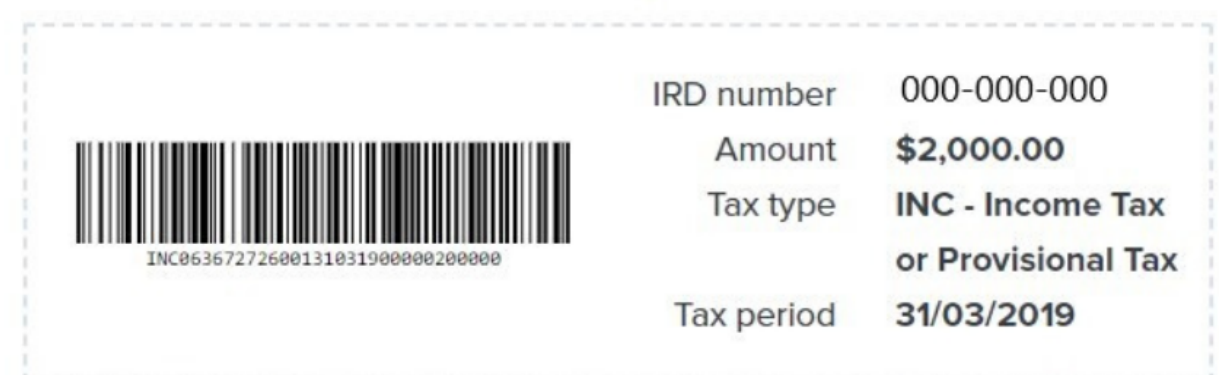 INC063672726001310319000000200000
IRD number 000-000-000
Amount $2,000.00
Tax type INC - Income Tax
or Provisional Tax
Tax period 31/03/2019